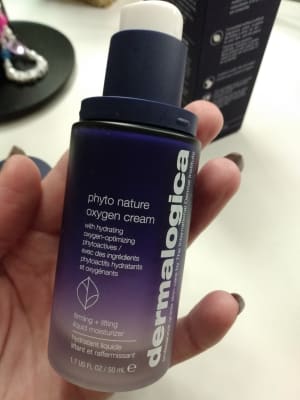 phyto nature
oxygen cream
with hydrating
oxygen-optimizing
phytoactives /
avec des ingrédients
phytoactifs hydratants
et oxygénants
firming + lifting
liquid moisturizer
hydratant liquide
liftant et raffermissant
1.7 US FL OZ / 50 mL e
dermalogica